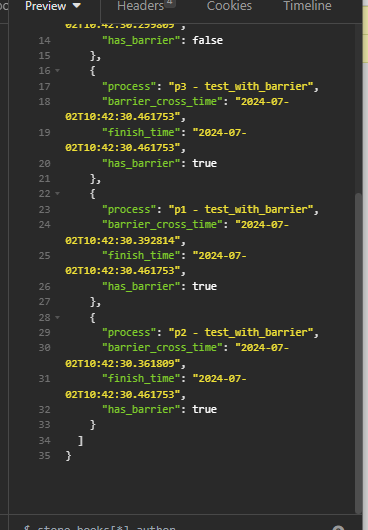 Preview ▼ Headers 4 Cookies Timeline
02T10:42:30.299809",
14 "has_barrier": false
15 },
16 {
17 "process": "p3 - test_with_barrier",
18 "barrier_cross_time": "2024-07-
02T10:42:30.461753",
19 "finish_time": "2024-07-
02T10:42:30.461753",
20 "has_barrier": true
21 },
22 {
23 "process": "p1 - test_with_barrier",
24 "barrier_cross_time": "2024-07-
02T10:42:30.392814",
25 "finish_time": "2024-07-
02T10:42:30.461753",
26 "has_barrier": true
27 },
28 {
29 "process": "p2 - test_with_barrier",
30 "barrier_cross_time": "2024-07-
02T10:42:30.361809",
31 "finish_time": "2024-07-
02T10:42:30.461753",
32 "has_barrier": true
33 }
34 ]
35 }
$.store.books[*].author